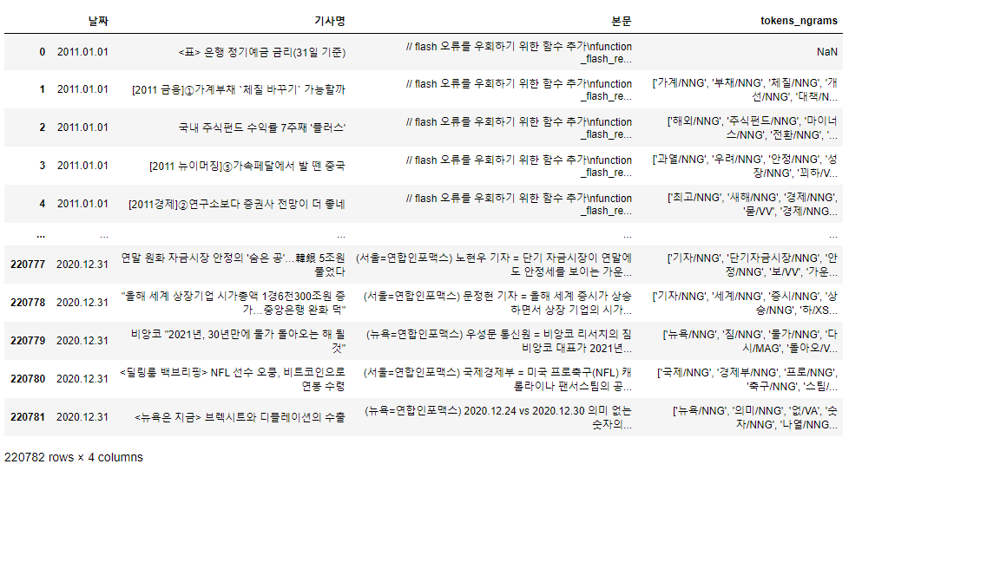 날짜 기사명 본문 tokens_ngrams
0 2011.01.01 <표> 은행 정기예금 금리(31일 기준) // flash 오류를 우회하기 위한 함수 추가\nfunction NaN
_flash_re...
1 2011.01.01 [2011 금융]①가계부채 `체질 바꾸기` 가능할까 // flash 오류를 우회하기 위한 함수 추가\nfunction ['가계/NNG', '부채/NNG', '체질/NNG', '개
_flash_re... 선/NNG', '대책/N...
2 2011.01.01 국내 주식펀드 수익률 7주째 '플러스' // flash 오류를 우회하기 위한 함수 추가\nfunction ['해외/NNG', '주식펀드/NNG', '마이너
_flash_re... 스/NNG', '전환/NNG', '...
3 2011.01.01 [2011 뉴이머징]⑤가속페달에서 발 뗀 중국 // flash 오류를 우회하기 위한 함수 추가\nfunction ['과열/NNG', '우려/NNG', '안정/NNG', '성
_flash_re... 장/NNG', '꾀하/V...
4 2011.01.01 [2011경제]②연구소보다 증권사 전망이 더 좋네 // flash 오류를 우회하기 위한 함수 추가\nfunction ['최고/NNG', '새해/NNG', '경제/NNG',
_flash_re... '묻/VV', '경제/NNG...
... ... ... ... ...
220777 2020.12.31 연말 원화 자금시장 안정의 '숨은 공'…韓銀 5조원 (서울=연합인포맥스) 노현우 기자 = 단기 자금시장이 연말에 ['기자/NNG', '단기자금시장/NNG', '안
풀었다 도 안정세를 보이는 가운... 정/NNG', '보/VV', '가운...
220778 2020.12.31 "올해 세계 상장기업 시가총액 1경6천300조원 증 (서울=연합인포맥스) 문정현 기자 = 올해 세계 증시가 상승 ['기자/NNG', '세계/NNG', '증시/NNG', '상
가…중앙은행 완화 덕" 하면서 상장 기업의 시가... 승/NNG', '하/XS...
220779 2020.12.31 비앙코 "2021년, 30년만에 물가 돌아오는 해 될 (뉴욕=연합인포맥스) 우성문 통신원 = 비앙코 리서치의 짐 ['뉴욕/NNG', '짐/NNG', '물가/NNG', '다
것" 비앙코 대표가 2021년... 시/MAG', '돌아오/V...
220780 2020.12.31 <딜링룸 백브리핑> NFL 선수 오쿵, 비트코인으로 (서울=연합인포맥스) 국제경제부 = 미국 프로축구(NFL) 캐 ['국제/NNG', '경제부/NNG', '프로/NNG',
연봉 수령 롤라이나 팬서스팀의 공... '축구/NNG', '스팀/...
220781 2020.12.31 <뉴욕은 지금> 브렉시트와 디플레이션의 수출 (뉴욕=연합인포맥스) 2020.12.24 vs 2020.12.30 의미 없는 ['뉴욕/NNG', '의미/NNG', '없/VA', '숫
숫자의... 자/NNG', '나열/NNG...
220782 rows × 4 columns